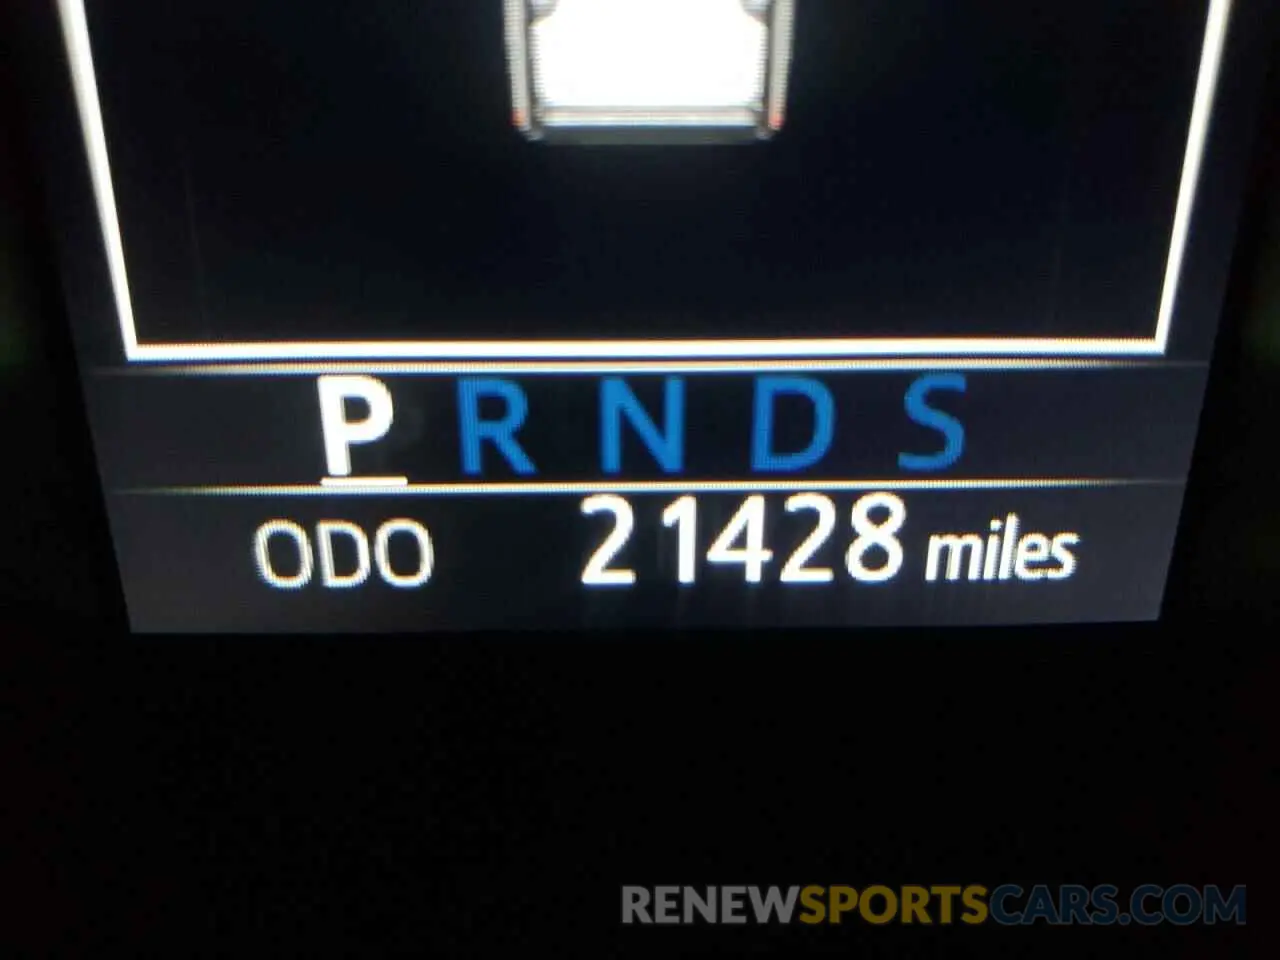 P R N D S
ODO 21428 miles
RENEWSPORTSCARS.COM